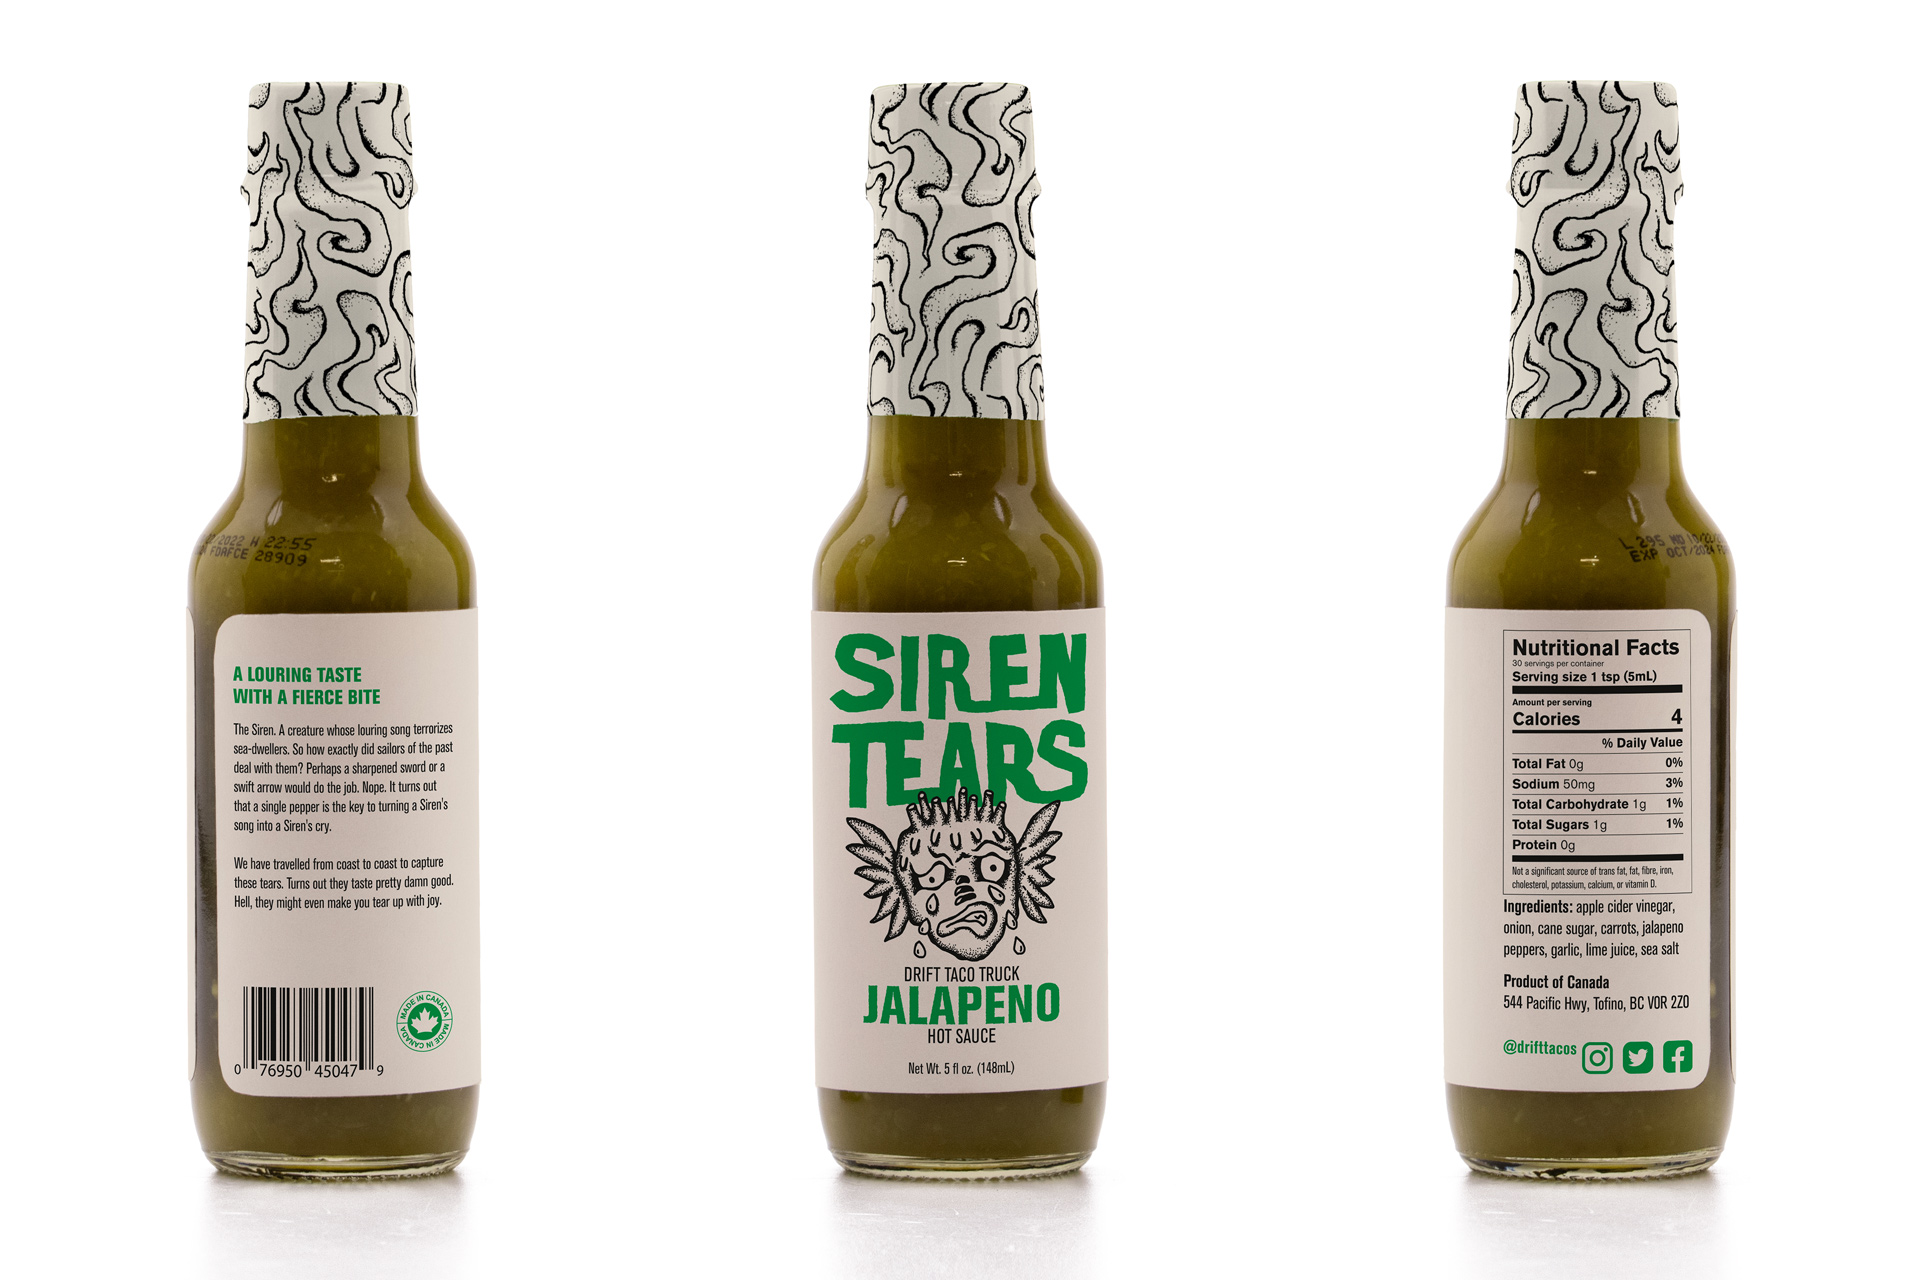 /2022 H 22:55
FDAFCE 28909
A LOURING TASTE
WITH A FIERCE BITE
The Siren. A creature whose louring song terrorizes
sea-dwellers. So how exactly did sailors of the past
deal with them? Perhaps a sharpened sword or a
swift arrow would do the job. Nope. It turns out
that a single pepper is the key to turning a Siren's
song into a Siren's cry.
We have travelled from coast to coast to capture
these tears. Turns out they taste pretty damn good.
Hell, they might even make you tear up with joy.
MADE IN CANADA
MADE IN CANADA
0 76950 45047 9
SIREN
TEARS
DRIFT TACO TRUCK
JALAPENO
HOT SAUCE
Net Wt. 5 fl oz. (148mL)
L 295 MD 10/22/
EXP OCT/2024 F
Nutritional Facts
30 servings per container
Serving size 1 tsp (5mL)
Amount per serving
Calories 4
% Daily Value
Total Fat 0g 0%
Sodium 50mg 3%
Total Carbohydrate 1g 1%
Total Sugars 1g 1%
Protein 0g
Not a significant source of trans fat, fat, fibre, iron,
cholesterol, potassium, calcium, or vitamin D.
Ingredients: apple cider vinegar,
onion, cane sugar, carrots, jalapeno
peppers, garlic, lime juice, sea salt
Product of Canada
544 Pacific Hwy, Tofino, BC V0R 2Z0
@drifttacos